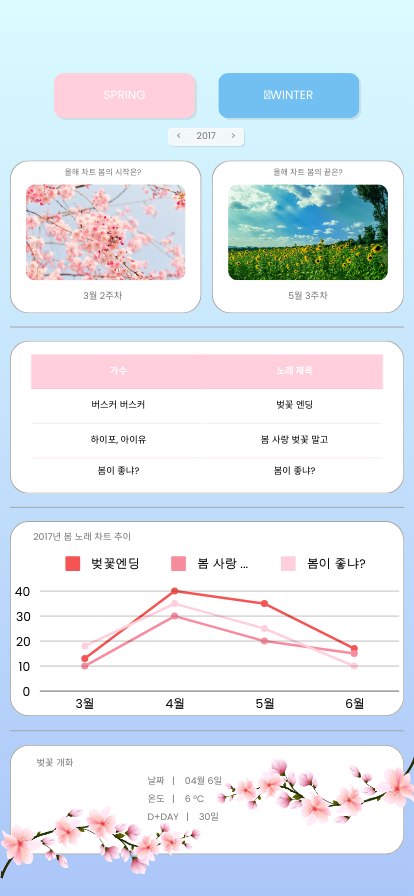 SPRING WINTER
< 2017 >
올해 차트 봄의 시작은? 올해 차트 봄의 끝은?
3월 2주차 5월 3주차
가수 노래 제목
버스커 버스커 벚꽃 엔딩
하이포, 아이유 봄 사랑 벚꽃 말고
봄이 좋냐? 봄이 좋냐?
2017년 봄 노래 차트 추이
벚꽃엔딩 봄 사랑 ... 봄이 좋냐?
40
30
20
10
0
3월 4월 5월 6월
벚꽃 개화
날짜 | 04월 6일
온도 | 6 °C
D+DAY | 30일